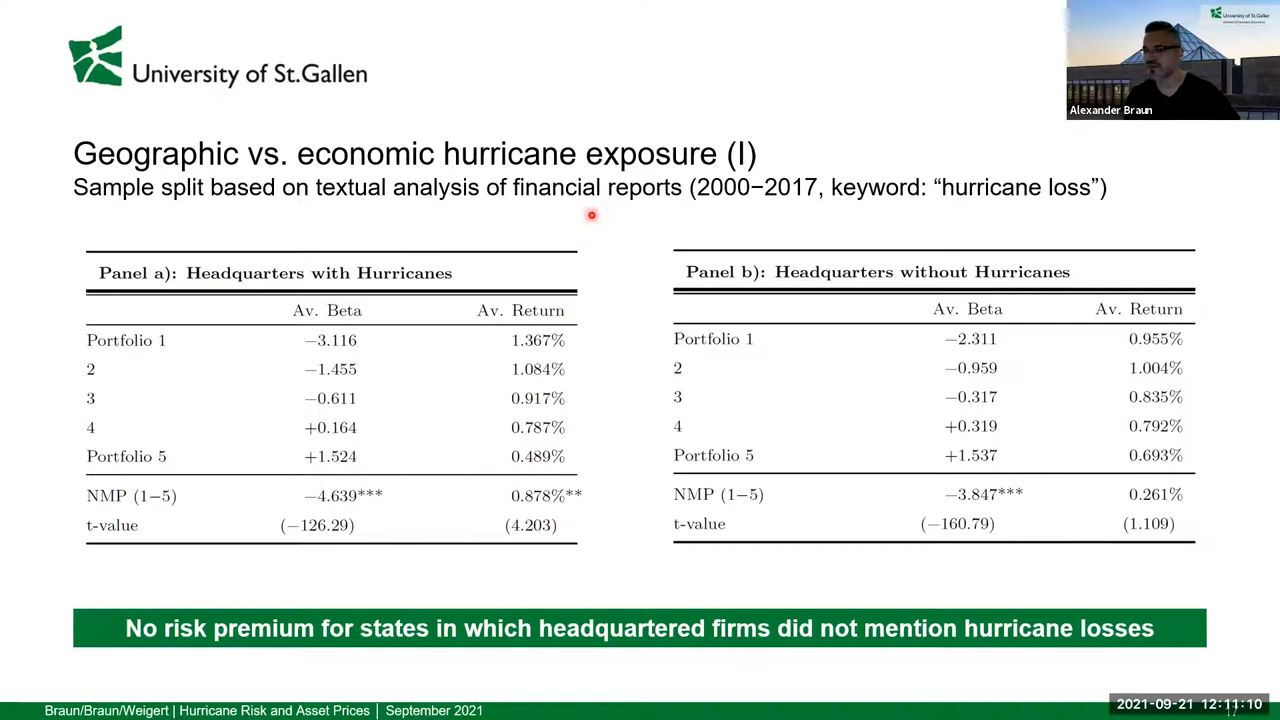 University of St.Gallen
University of St.Gallen
Alexander Braun
Geographic vs. economic hurricane exposure (I)
Sample split based on textual analysis of financial reports (2000−2017, keyword: “hurricane loss”)
Panel a): Headquarters with Hurricanes
Av. Beta Av. Return
Portfolio 1 −3.116 1.367%
2 −1.455 1.084%
3 −0.611 0.917%
4 +0.164 0.787%
Portfolio 5 +1.524 0.489%
NMP (1−5) −4.639*** 0.878%**
t-value (−126.29) (4.203)
Panel b): Headquarters without Hurricanes
Av. Beta Av. Return
Portfolio 1 −2.311 0.955%
2 −0.959 1.004%
3 −0.317 0.835%
4 +0.319 0.792%
Portfolio 5 +1.537 0.693%
NMP (1−5) −3.847*** 0.261%
t-value (−160.79) (1.109)
No risk premium for states in which headquartered firms did not mention hurricane losses
Braun/Braun/Weigert | Hurricane Risk and Asset Prices | September 2021
2021-09-21 12:11:10